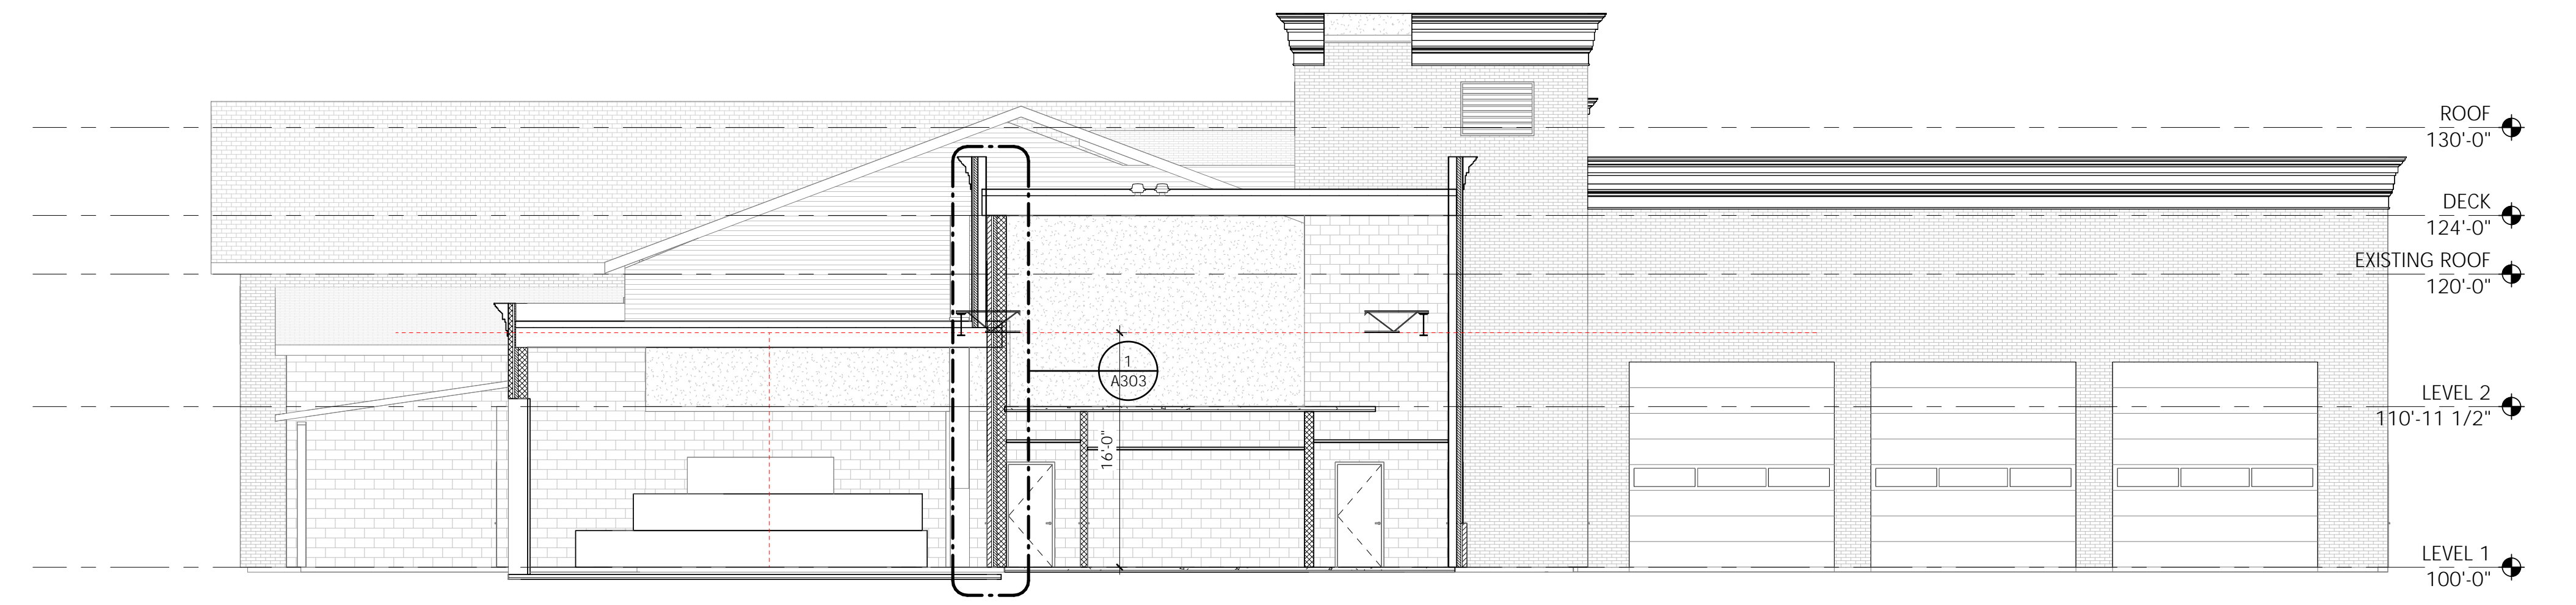 ROOF
130'-0"
DECK
124'-0"
EXISTING ROOF
120'-0"
1
A303
LEVEL 2
110'-11 1/2"
16'-0"
LEVEL 1
100'-0"